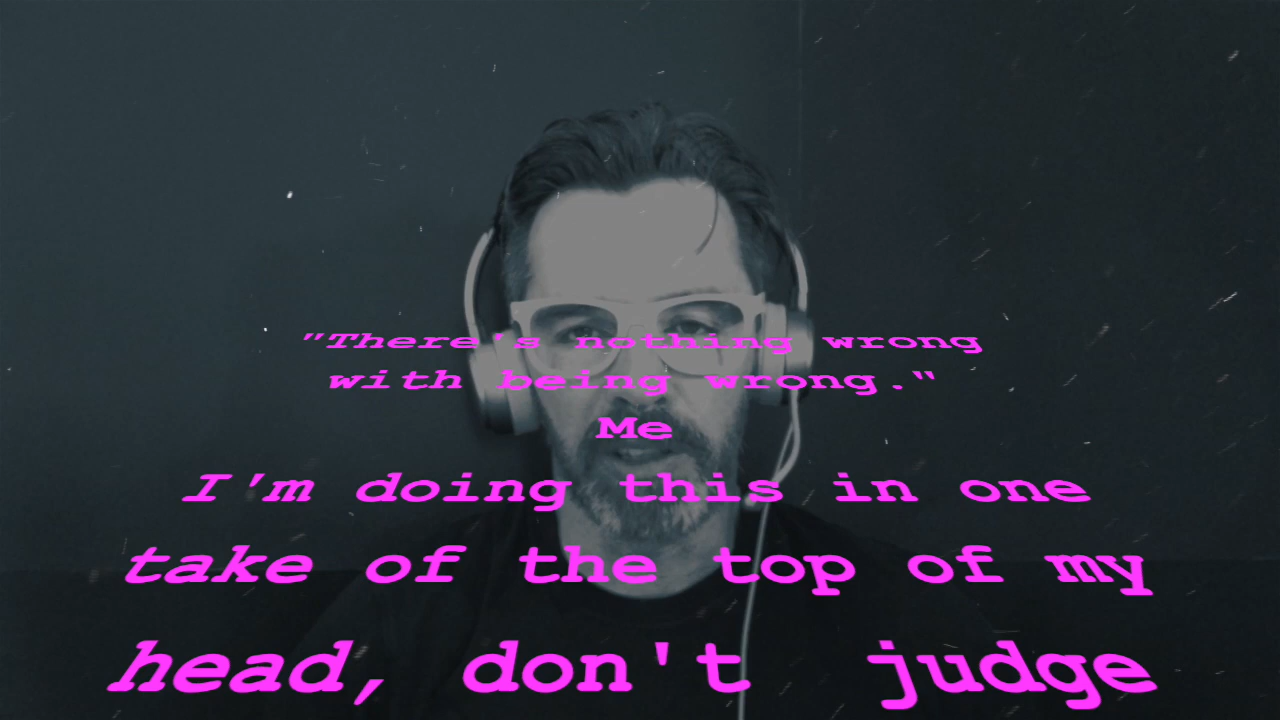 "There's nothing wrong
with being wrong."
Me
I'm doing this in one
take of the top of my
head, don't judge